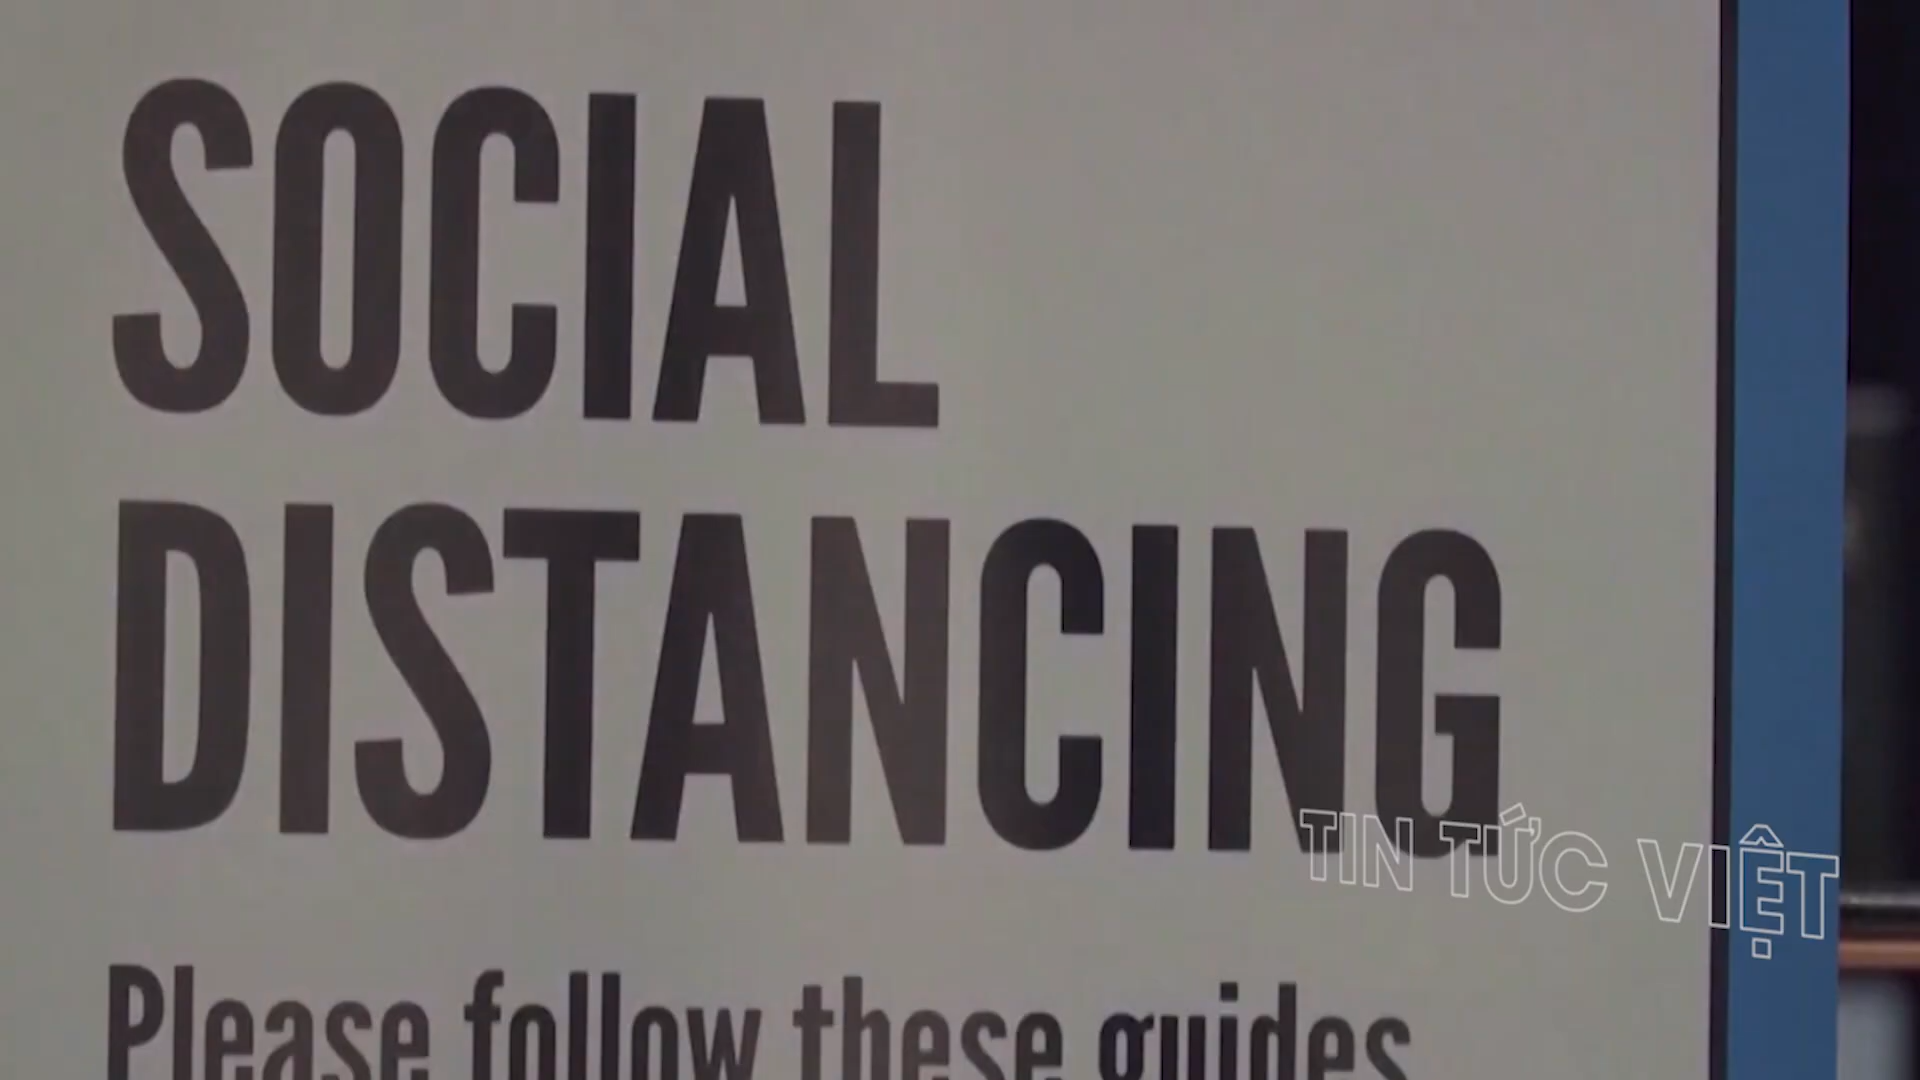 SOCIAL
DISTANCING
TIN TỨC VIỆT
Please follow these guides